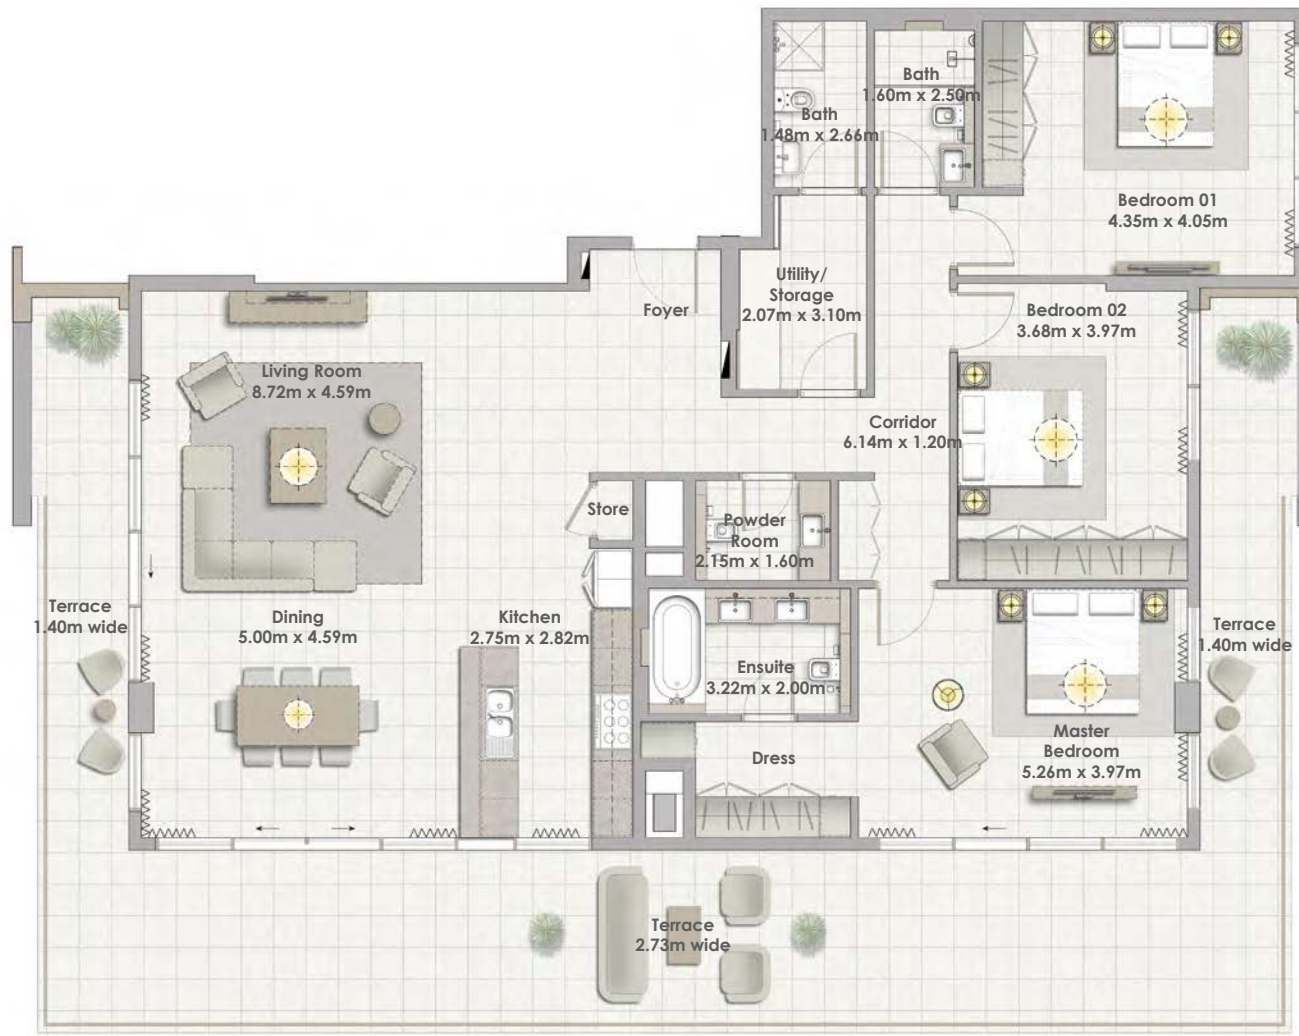 Bath
1.60m x 2.50m
Bath
1.48m x 2.66m
Bedroom 01
4.35m x 4.05m
Utility/
Storage
2.07m x 3.10m
Foyer
Bedroom 02
3.68m x 3.97m
Living Room
8.72m x 4.59m
Corridor
6.14m x 1.20m
Store
Powder
Room
2.15m x 1.60m
Terrace
1.40m wide
Dining
5.00m x 4.59m
Kitchen
2.75m x 2.82m
Ensuite
3.22m x 2.00m
Terrace
1.40m wide
Dress
Master
Bedroom
5.26m x 3.97m
Terrace
2.73m wide